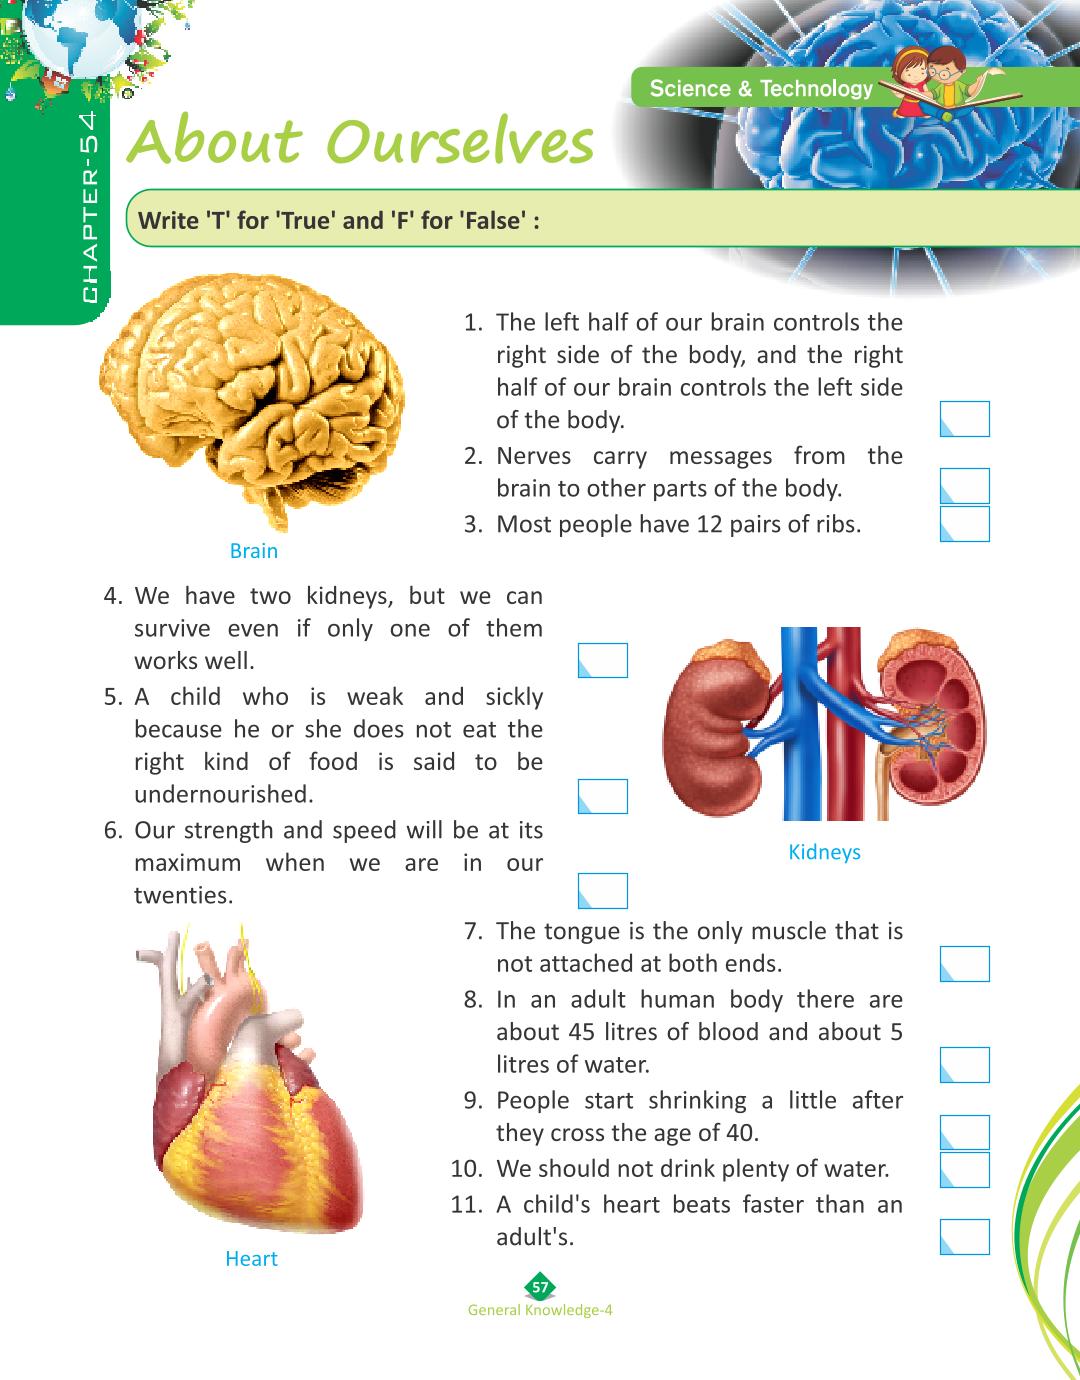 Science & Technology
CHAPTER-54
About Ourselves
Write 'T' for 'True' and 'F' for 'False' :
1. The left half of our brain controls the
right side of the body, and the right
half of our brain controls the left side
of the body.
2. Nerves carry messages from the
brain to other parts of the body.
3. Most people have 12 pairs of ribs.
Brain
4. We have two kidneys, but we can
survive even if only one of them
works well.
5. A child who is weak and sickly
because he or she does not eat the
right kind of food is said to be
undernourished.
6. Our strength and speed will be at its
maximum when we are in our
twenties.
Kidneys
7. The tongue is the only muscle that is
not attached at both ends.
8. In an adult human body there are
about 45 litres of blood and about 5
litres of water.
9. People start shrinking a little after
they cross the age of 40.
10. We should not drink plenty of water.
11. A child's heart beats faster than an
adult's.
Heart
57
General Knowledge-4